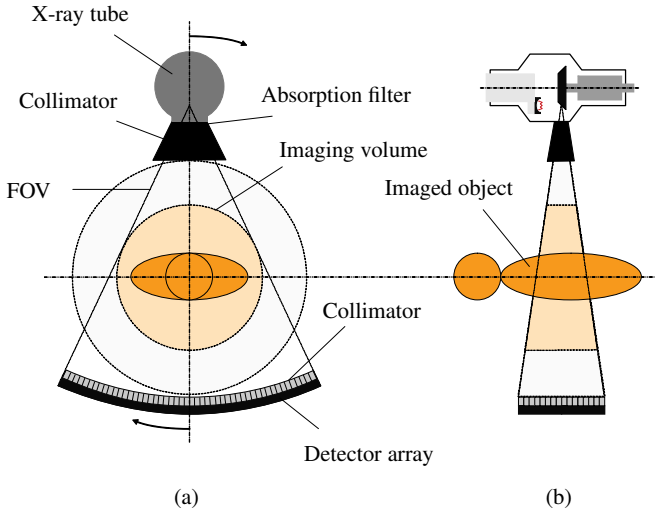 X-ray tube
Collimator
Absorption filter
Imaging volume
FOV
Imaged object
Collimator
Detector array
(a)
(b)